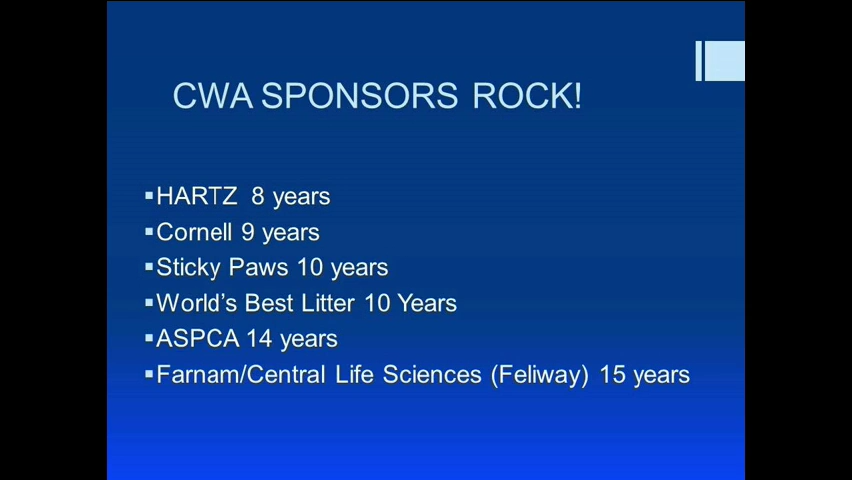 CWA SPONSORS ROCK!
▪HARTZ 8 years
▪Cornell 9 years
▪Sticky Paws 10 years
▪World's Best Litter 10 Years
▪ASPCA 14 years
▪Farnam/Central Life Sciences (Feliway) 15 years